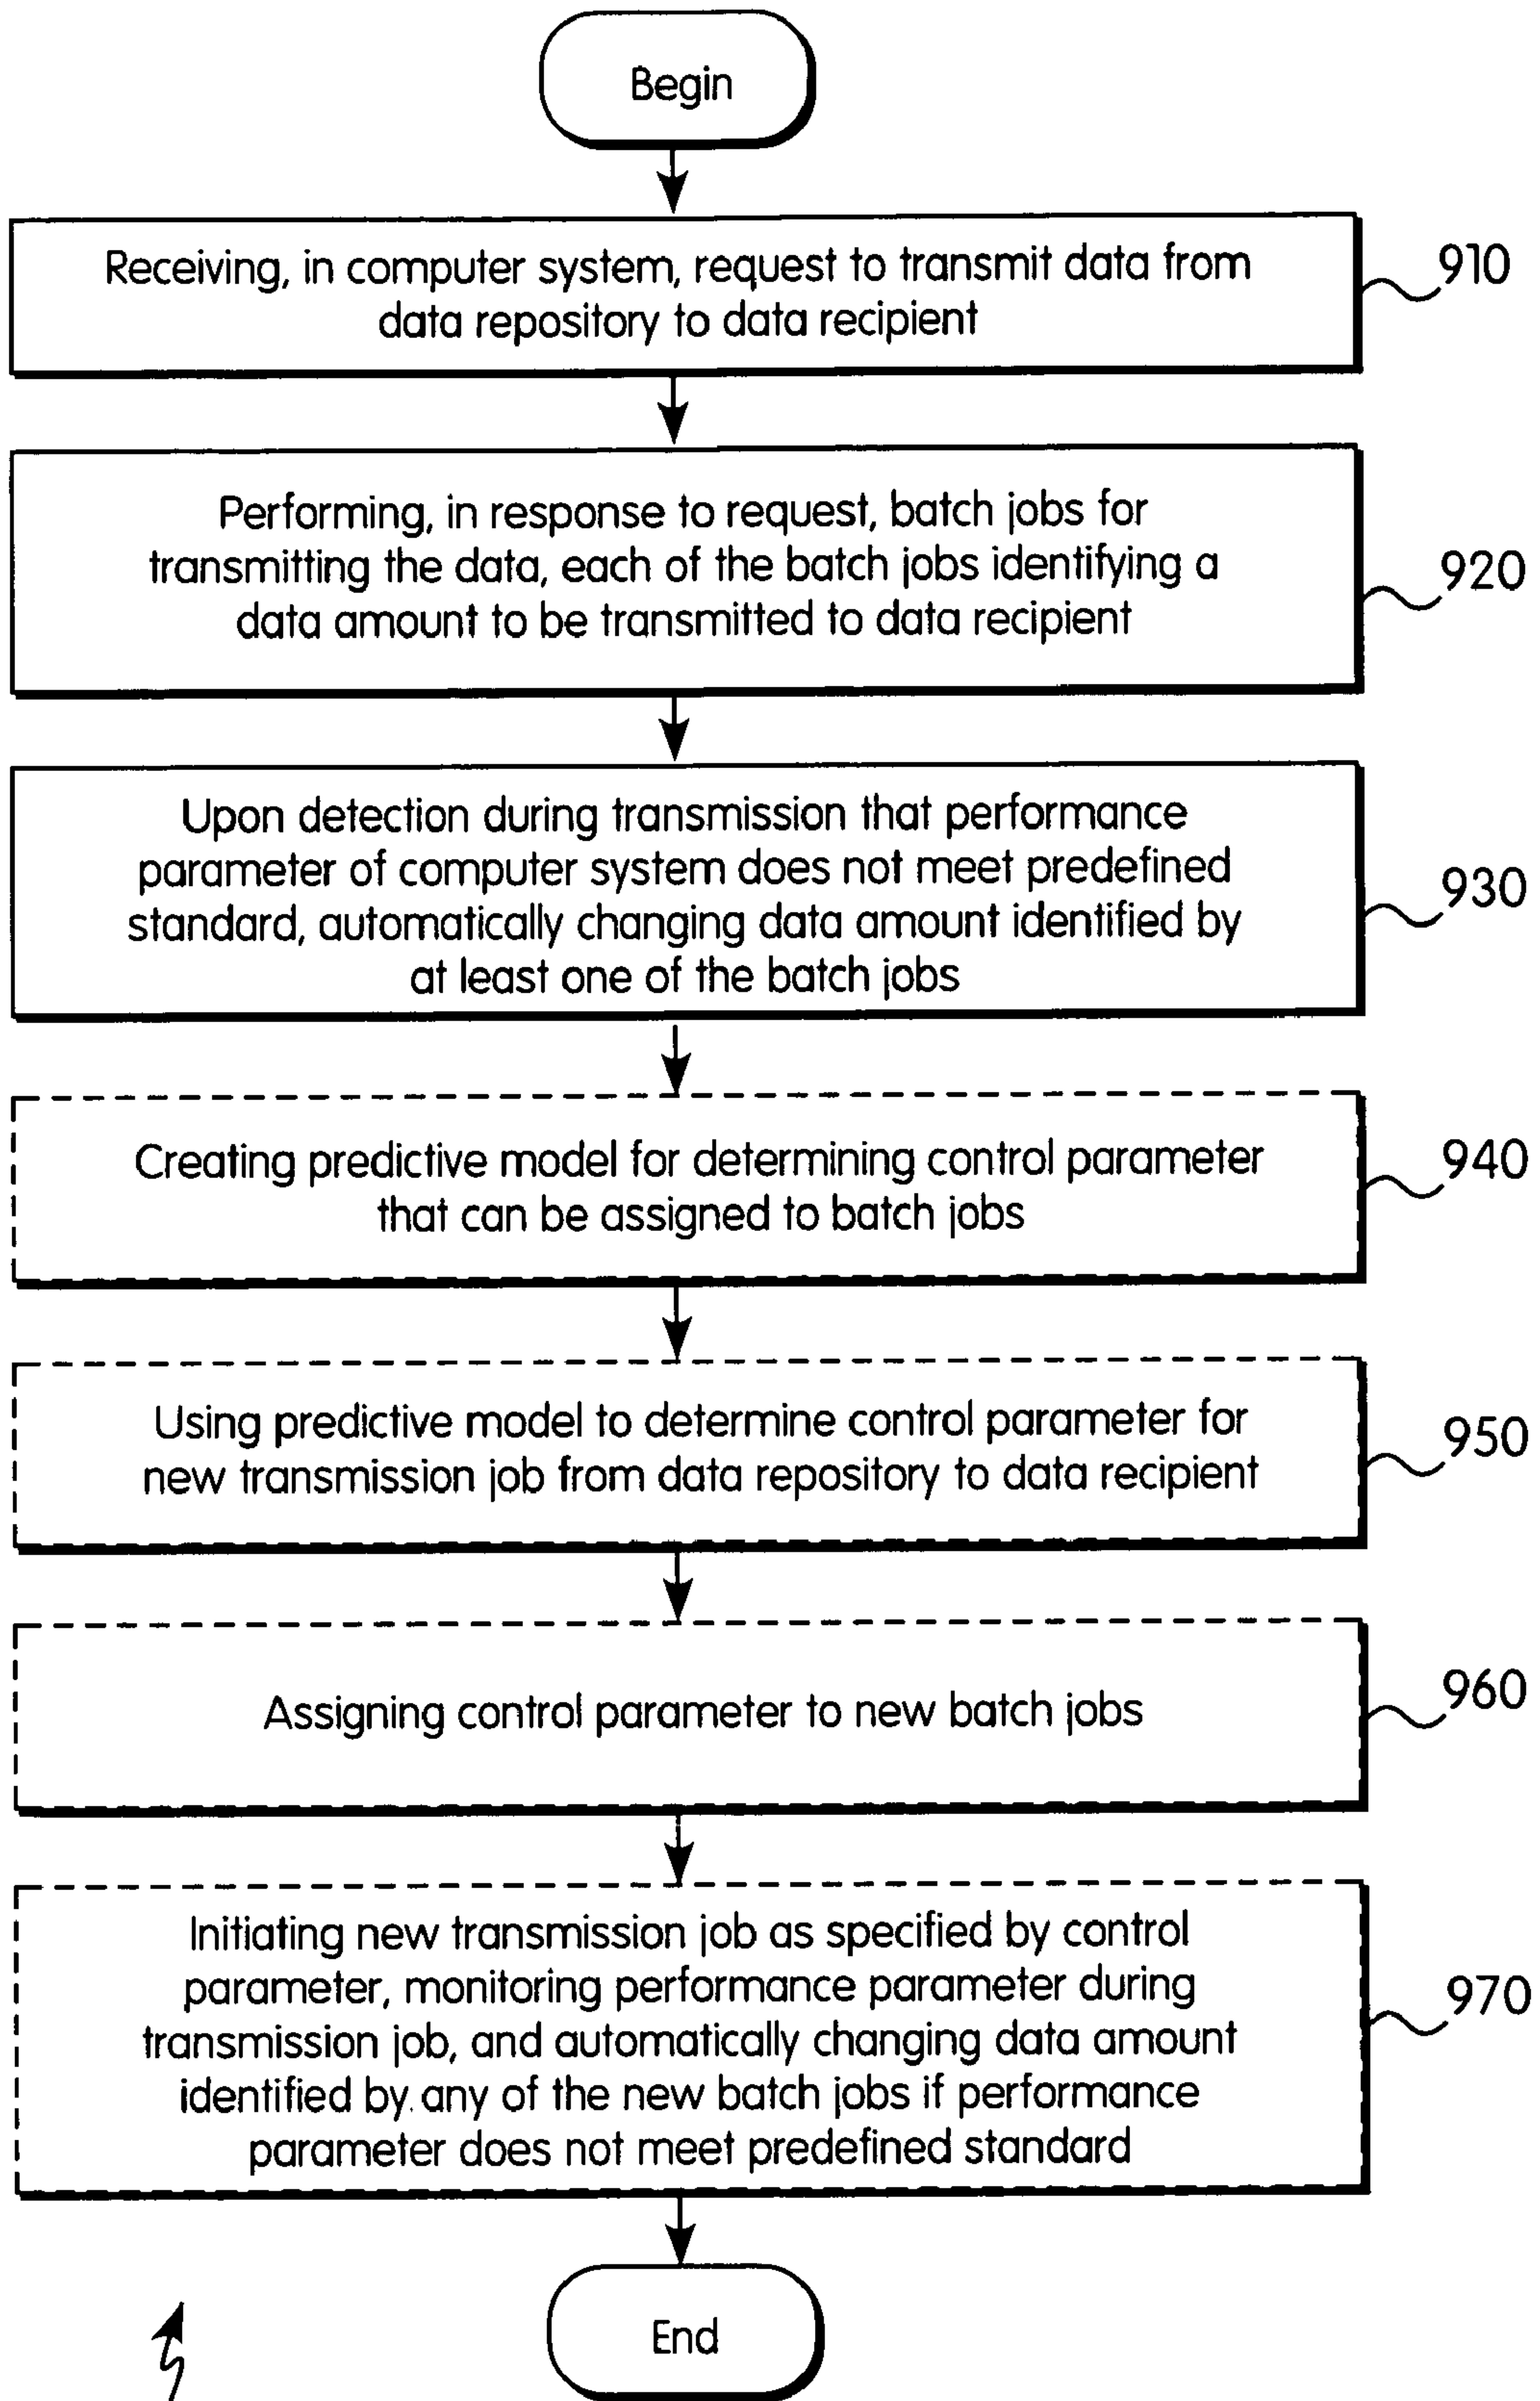 Begin
Receiving, in computer system, request to transmit data from
data repository to data recipient
910
Performing, in response to request, batch jobs for
transmitting the data, each of the batch jobs identifying a
data amount to be transmitted to data recipient
920
Upon detection during transmission that performance
parameter of computer system does not meet predefined
standard, automatically changing data amount identified by
at least one of the batch jobs
930
Creating predictive model for determining control parameter
that can be assigned to batch jobs
940
Using predictive model to determine control parameter for
new transmission job from data repository to data recipient
950
Assigning control parameter to new batch jobs
960
Initiating new transmission job as specified by control
parameter, monitoring performance parameter during
transmission job, and automatically changing data amount
identified by any of the new batch jobs if performance
parameter does not meet predefined standard
970
End